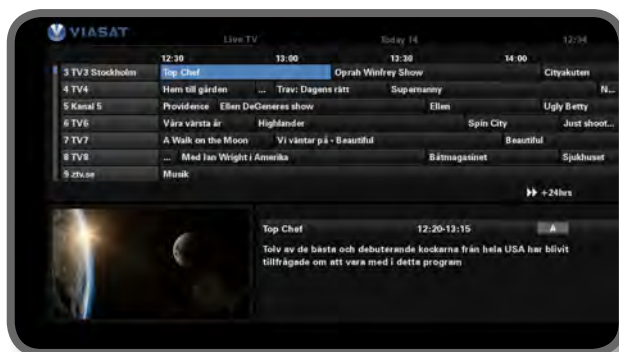 VIASAT
Live TV Today 14 12:34
12:30 13:00 13:30 14:00
3 TV3 Stockholm Top Chef Oprah Winfrey Show Cityakuten
4 TV4 Hem till gården ... Trav: Dagens rätt Supernanny N...
5 Kanal 5 Providence Ellen DeGeneres show Ellen Ugly Betty
6 TV6 Våra värsta år Highlander Spin City Just shoot...
7 TV7 A Walk on the Moon Vi väntar på - Beautiful Beautiful
8 TV8 ... Med Ian Wright i Amerika Båtmagasinet Sjukhuset
9 ztv.se Musik
+24hrs
Top Chef 12:20-13:15 A
Tolv av de bästa och debuterande kockarna från hela USA har blivit
tillfrågade om att vara med i detta program